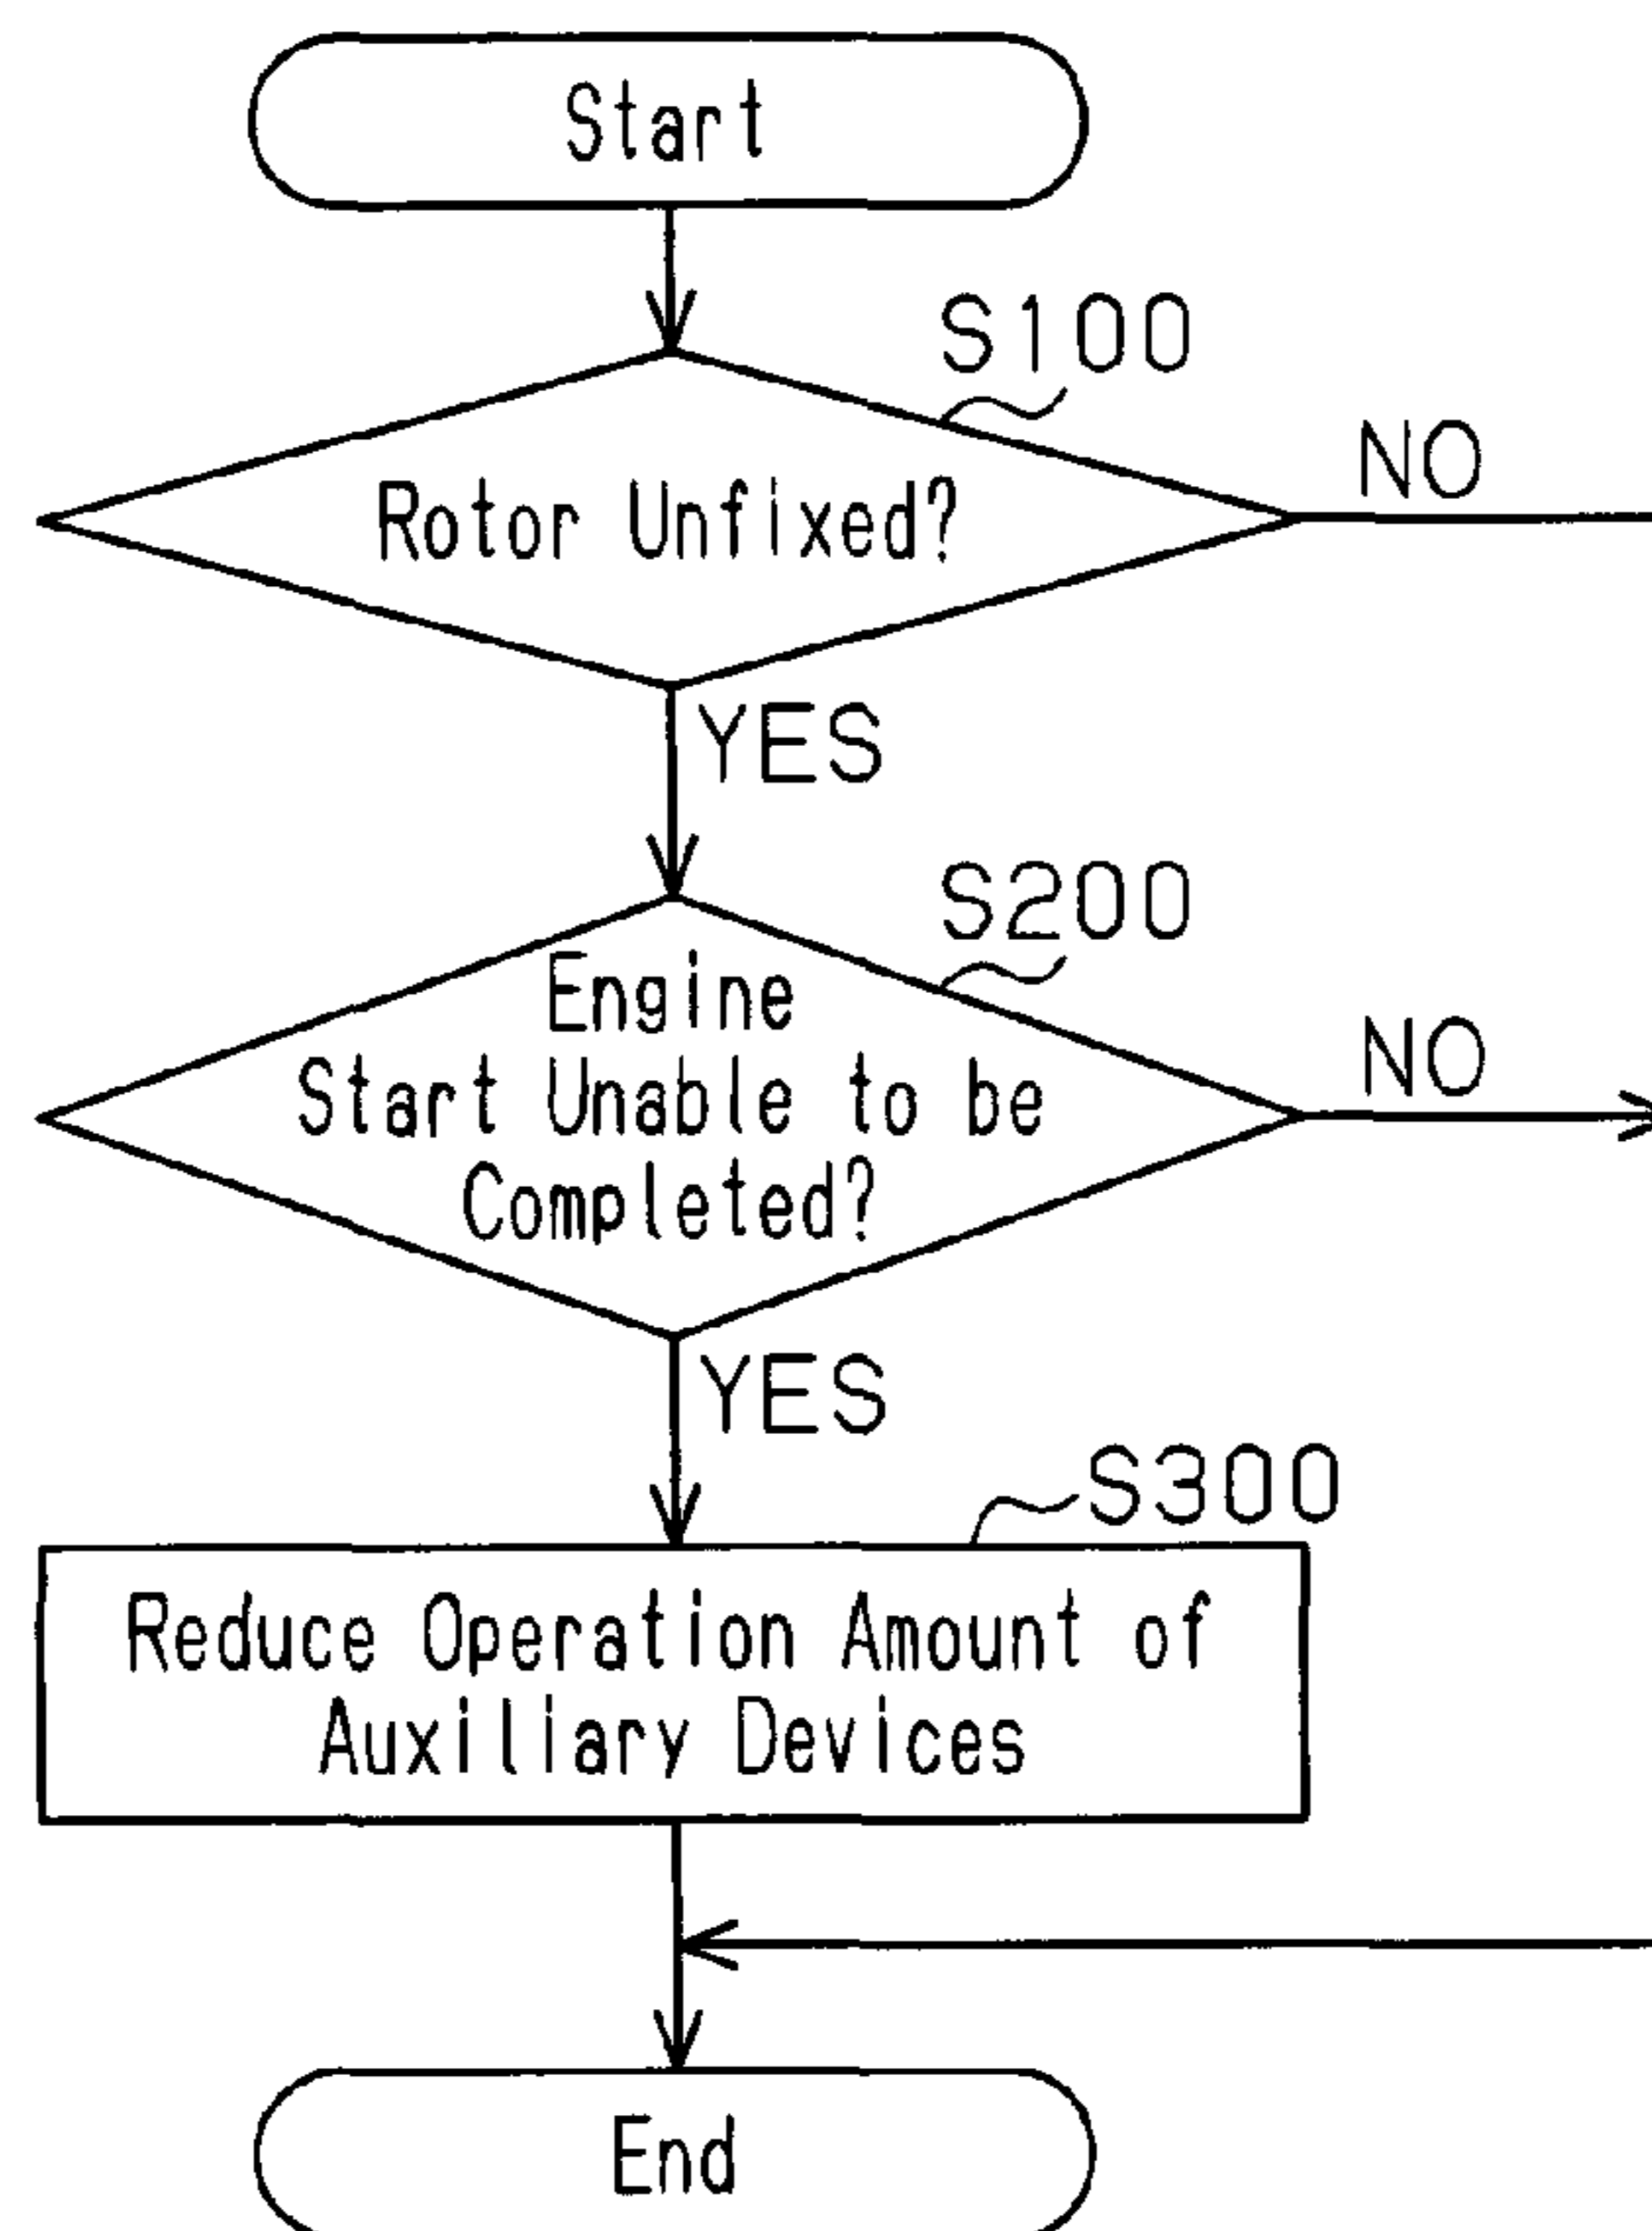 Start
S100
Rotor Unfixed?
NO
YES
S200
Engine
Start Unable to be
Completed?
NO
YES
S300
Reduce Operation Amount of
Auxiliary Devices
End